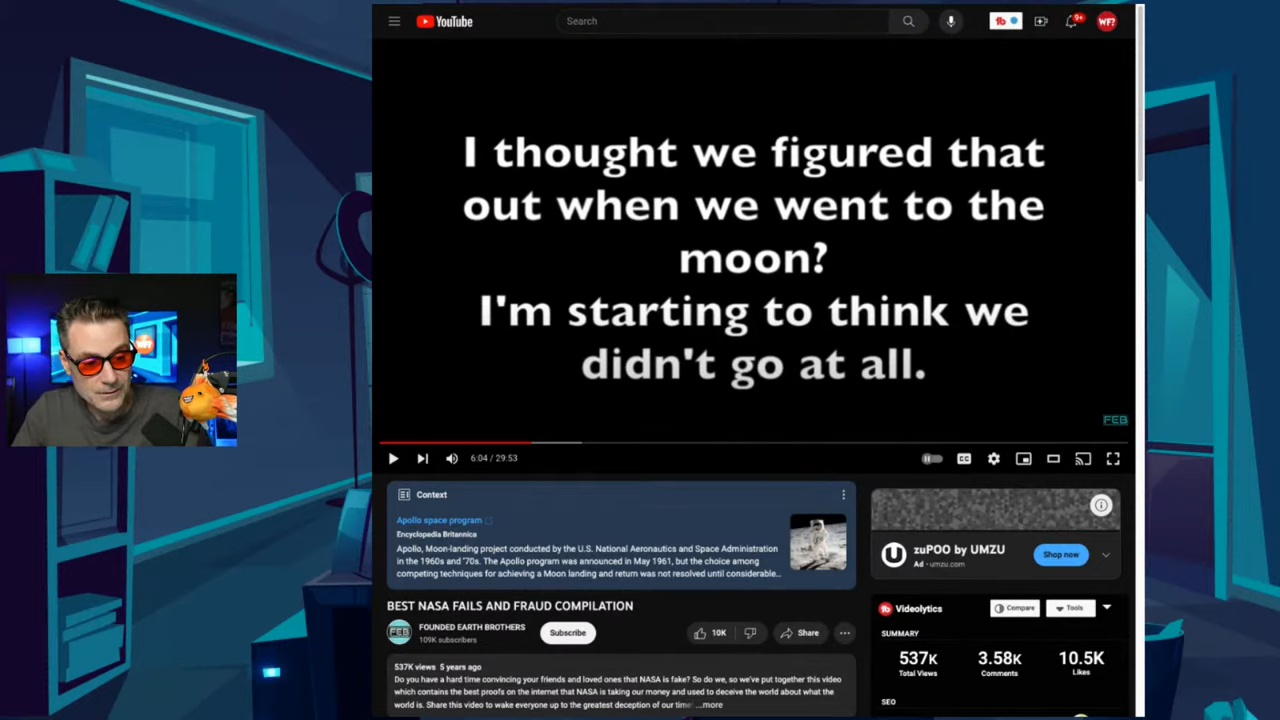 YouTube
Search
9+
WF?
I thought we figured that
out when we went to the
moon?
I'm starting to think we
didn't go at all.
FEB
6:04 / 29:53
CC
Context
Apollo space program
Encyclopedia Britannica
Apollo, Moon-landing project conducted by the U.S. National Aeronautics and Space Administration
in the 1960s and '70s. The Apollo program was announced in May 1961, but the choice among
competing techniques for achieving a Moon landing and return was not resolved until considerable...
zuPOO by UMZU
Ad · umzu.com
Shop now
BEST NASA FAILS AND FRAUD COMPILATION
FEB
FOUNDED EARTH BROTHERS
109K subscribers
Subscribe
10K
Share
537K views 5 years ago
Do you have a hard time convincing your friends and loved ones that NASA is fake? So do we, so we've put together this video
which contains the best proofs on the internet that NASA is taking our money and used to deceive the world about what the
world is. Share this video to wake everyone up to the greatest deception of our time! ...more
tb
Videolytics
Compare
Tools
SUMMARY
537K
3.58K
10.5K
Total Views
Comments
Likes
SEO